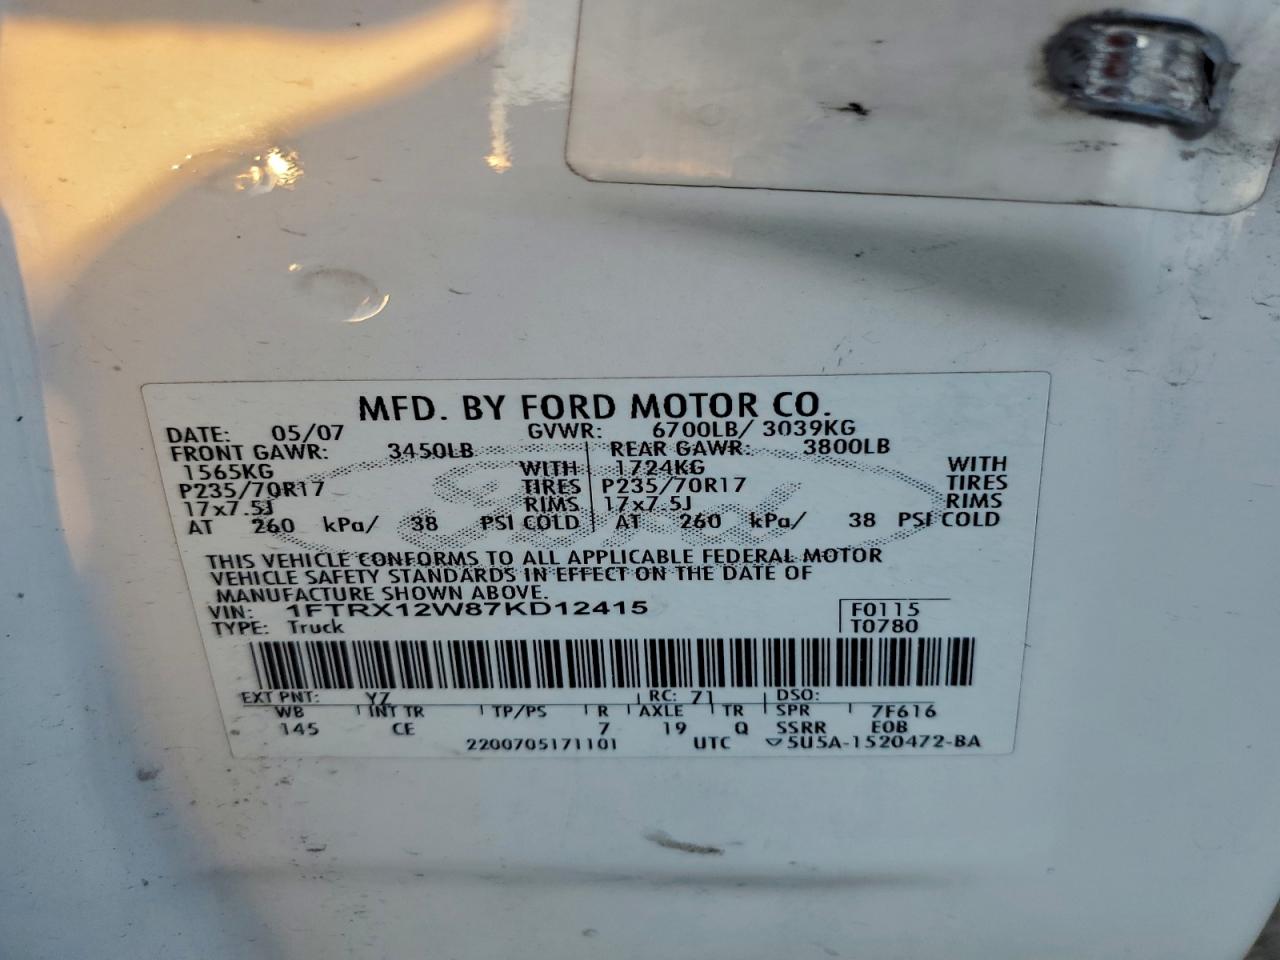 MFD. BY FORD MOTOR CO.
DATE: 05/07 GVWR: 6700LB/ 3039KG
FRONT GAWR: 3450LB REAR GAWR: 3800LB
1565KG WITH 1724KG WITH
P235/70R17 TIRES P235/70R17 TIRES
17x7.5J RIMS 17x7.5J RIMS
AT 260 kPa/ 38 PSI COLD AT 260 kPa/ 38 PSI COLD
Ford
THIS VEHICLE CONFORMS TO ALL APPLICABLE FEDERAL MOTOR
VEHICLE SAFETY STANDARDS IN EFFECT ON THE DATE OF
MANUFACTURE SHOWN ABOVE.
VIN: 1FTRX12W87KD12415 F0115
TYPE: Truck T0780
EXT PNT: YZ RC: 71 DSO:
WB INT TR TP/PS R AXLE TR SPR 7F616
145 CE 7 19 Q SSRR E0B
2200705171101 UTC 5U5A-1520472-BA